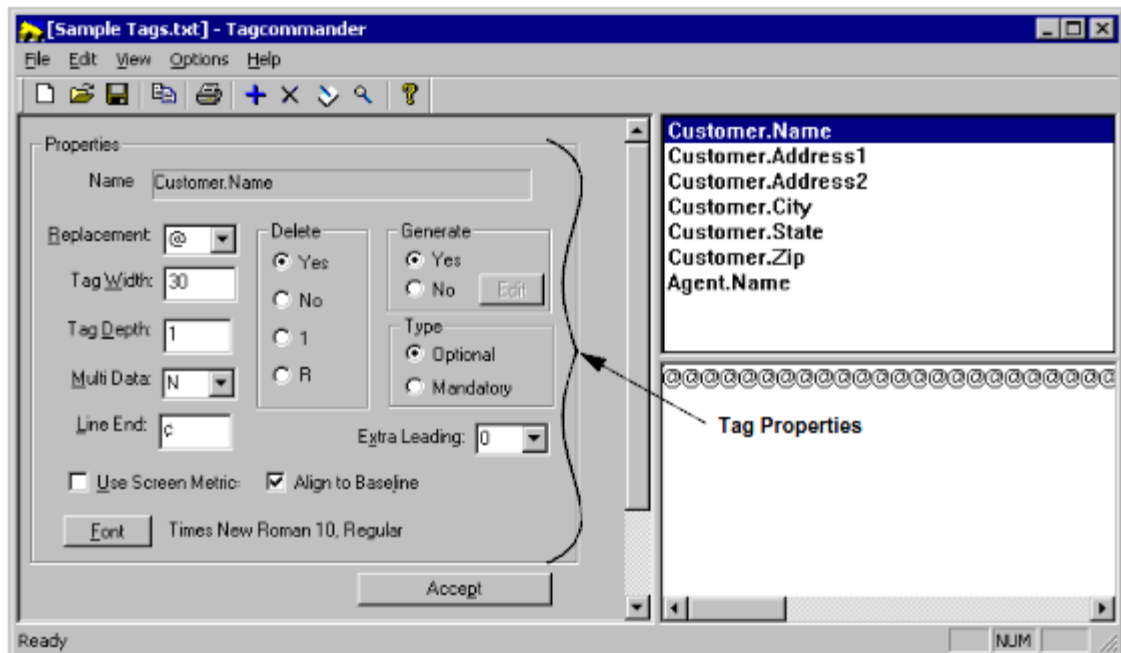 [Sample Tags.txt] - Tagcommander
File Edit View Options Help
Properties
Name Customer.Name
Replacement: @
Tag Width: 30
Tag Depth: 1
Multi Data: N
Line End: ç
Delete
Yes
No
1
R
Generate
Yes
No Edit
Type
Optional
Mandatory
Extra Leading: 0
Use Screen Metric: Align to Baseline
Font Times New Roman 10, Regular
Accept
Customer.Name
Customer.Address1
Customer.Address2
Customer.City
Customer.State
Customer.Zip
Agent.Name
@@@@@@@@@@@@@@@@@@@@@@@@
Tag Properties
Ready NUM